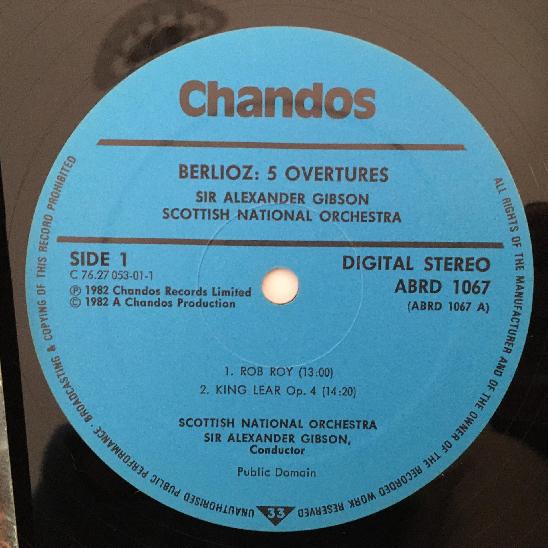 Chandos
BERLIOZ: 5 OVERTURES
SIR ALEXANDER GIBSON
SCOTTISH NATIONAL ORCHESTRA
SIDE 1
C 76.27 053-01-1
℗ 1982 Chandos Records Limited
© 1982 A Chandos Production
DIGITAL STEREO
ABRD 1067
(ABRD 1067 A)
1. ROB ROY (13:00)
2. KING LEAR Op. 4 (14:20)
SCOTTISH NATIONAL ORCHESTRA
SIR ALEXANDER GIBSON,
Conductor
Public Domain
33
ALL RIGHTS OF THE MANUFACTURER AND OF THE OWNER OF THE RECORDED WORK RESERVED
UNAUTHORISED PUBLIC PERFORMANCE · BROADCASTING & COPYING OF THIS RECORD PROHIBITED